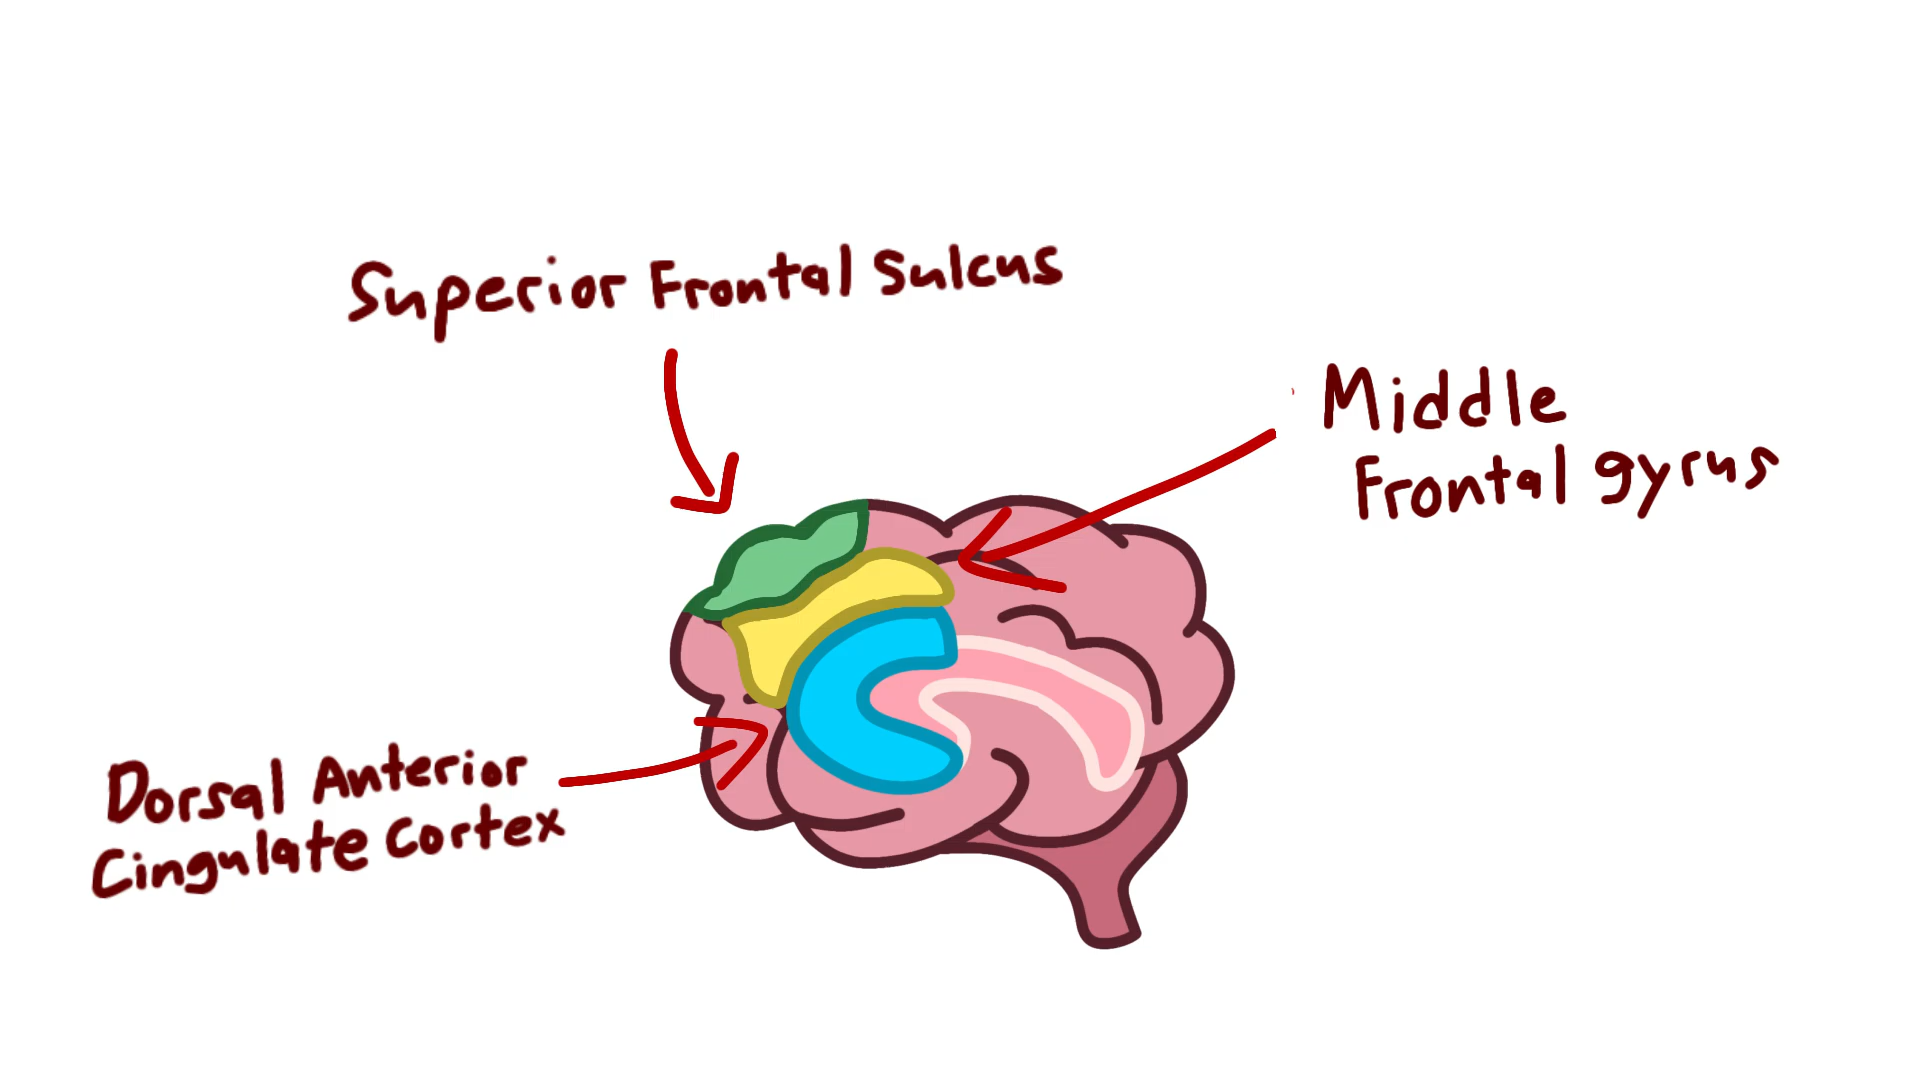 Superior Frontal Sulcus
Middle
Frontal gyrus
Dorsal Anterior
Cingulate Cortex